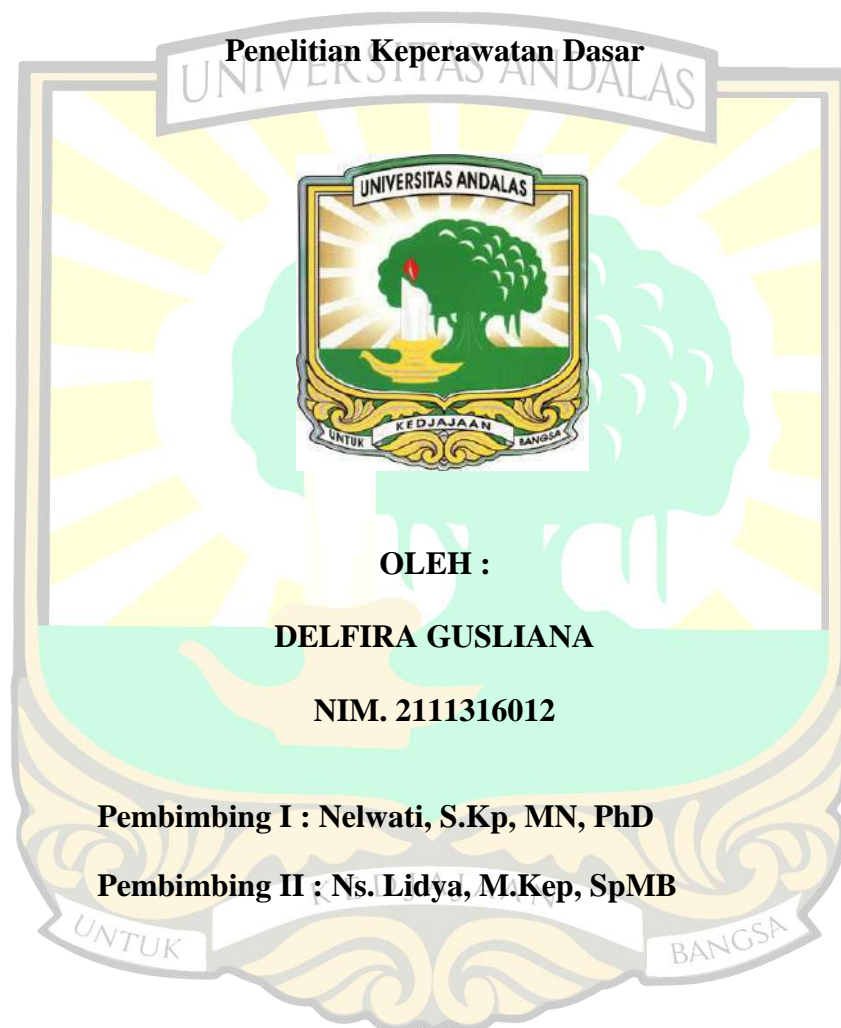 Penelitian Keperawatan Dasar
UNIVERSITAS ANDALAS
UNIVERSITAS ANDALAS
UNTUK KEDJAJAAN BANGSA
OLEH :
DELFIRA GUSLIANA
NIM. 2111316012
Pembimbing I : Nelwati, S.Kp, MN, PhD
Pembimbing II : Ns. Lidya, M.Kep, SpMB
UNTUK KEDJAJAAN BANGSA